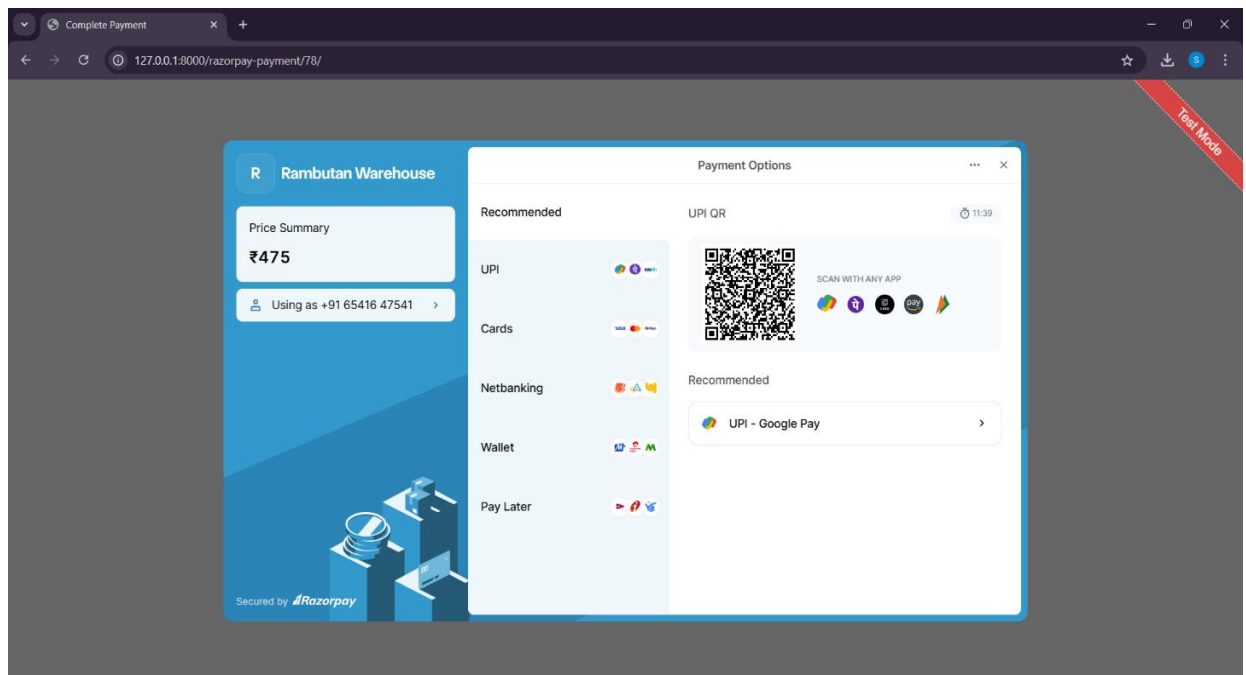 Complete Payment
127.0.0.1:8000/razorpay-payment/78/
S
Test Mode
R Rambutan Warehouse
Price Summary
₹475
Using as +91 65416 47541
Secured by Razorpay
Payment Options
Recommended
UPI
Cards
VISA
Netbanking
Wallet
Pay Later
UPI QR
11:39
SCAN WITH ANY APP
pay
Recommended
UPI - Google Pay